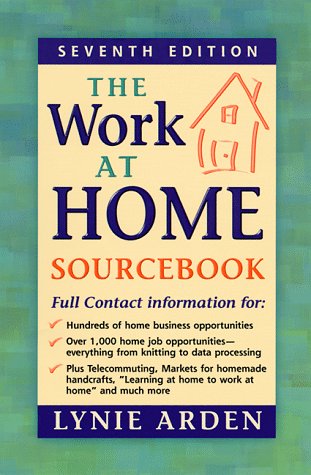 SEVENTH EDITION
THE
Work
AT
HOME
SOURCEBOOK
Full Contact information for:
Hundreds of home business opportunities
Over 1,000 home job opportunities—
everything from knitting to data processing
Plus Telecommuting, Markets for homemade
handcrafts, "Learning at home to work at
home" and much more
LYNIE ARDEN